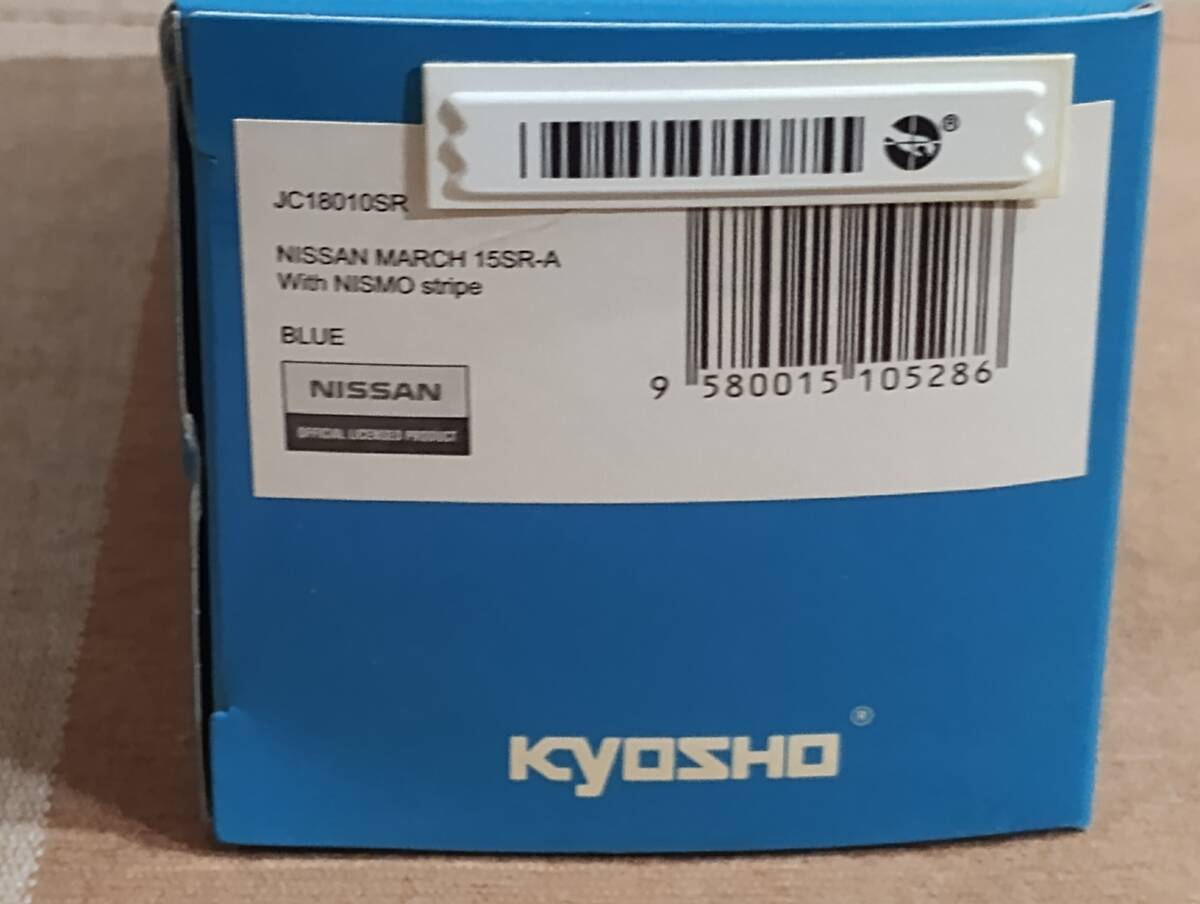 ®
JC18010SR
NISSAN MARCH 15SR-A
With NISMO stripe
BLUE
NISSAN
OFFICIAL LICENSED PRODUCT
9 580015 105286
KYOSHO ®